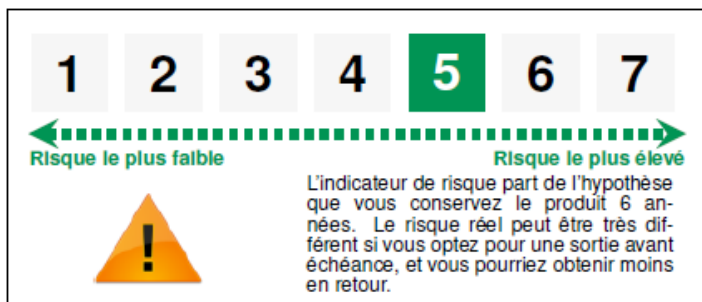 1 2 3 4 5 6 7
Risque le plus faible Risque le plus élevé
L'indicateur de risque part de l'hypothèse
que vous conservez le produit 6 an-
nées. Le risque réel peut être très dif-
férent si vous optez pour une sortie avant
échéance, et vous pourriez obtenir moins
en retour.
!